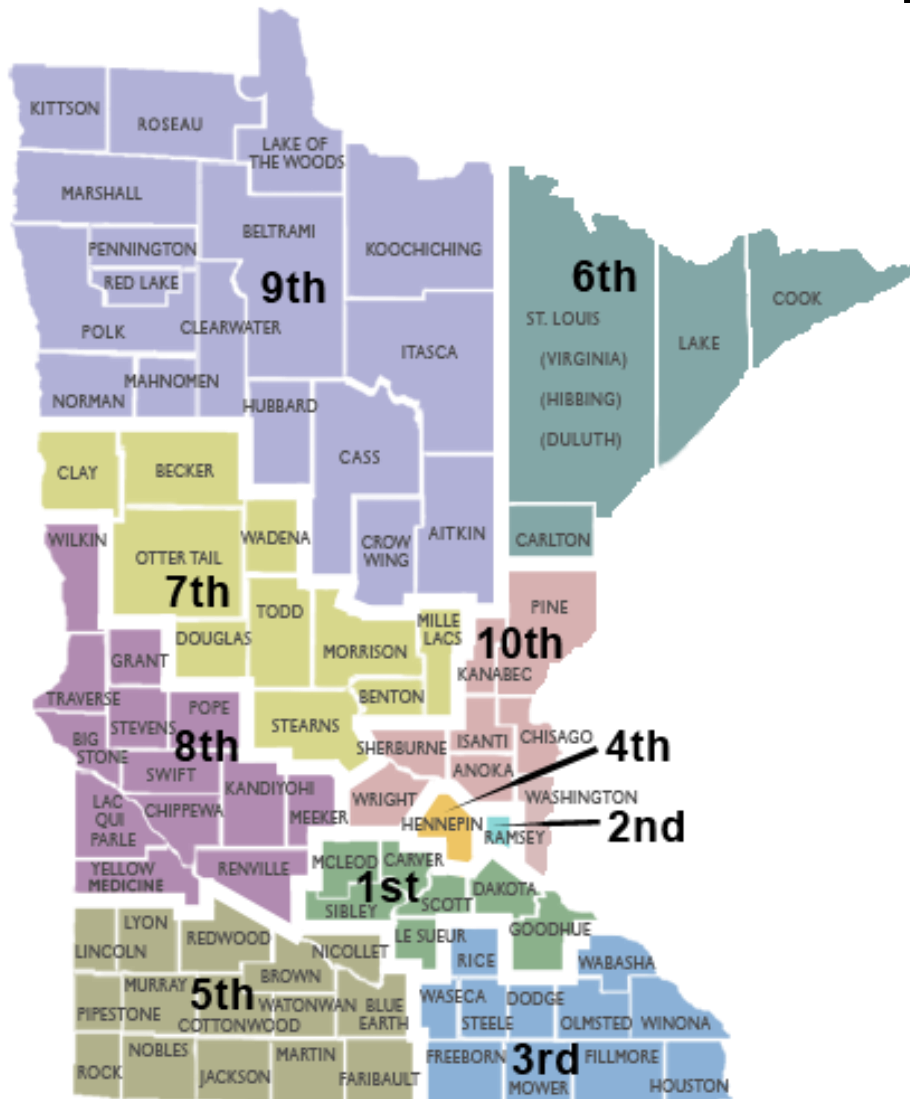 KITTSON
ROSEAU
LAKE OF
THE WOODS
MARSHALL
BELTRAMI
KOOCHICHING
PENNINGTON
RED LAKE
9th
6th
COOK
POLK
CLEARWATER
ST. LOUIS
LAKE
ITASCA
(VIRGINIA)
MAHNOMEN
NORMAN
HUBBARD
(HIBBING)
(DULUTH)
CLAY
BECKER
CASS
WILKIN
OTTER TAIL
WADENA
CROW
WING
AITKIN
CARLTON
7th
TODD
PINE
DOUGLAS
MORRISON
MILLE
LACS
10th
GRANT
KANABEC
TRAVERSE
POPE
BENTON
STEVENS
STEARNS
8th
BIG
STONE
SHERBURNE
ISANTI
CHISAGO
4th
SWIFT
ANOKA
KANDIYOHI
WRIGHT
WASHINGTON
LAC
QUI
PARLE
CHIPPEWA
MEEKER
HENNEPIN
RAMSEY
2nd
YELLOW
MEDICINE
RENVILLE
MCLEOD
CARVER
1st
SIBLEY
SCOTT
DAKOTA
LYON
LINCOLN
REDWOOD
NICOLLET
LE SUEUR
GOODHUE
RICE
WABASHA
BROWN
MURRAY
5th
PIPESTONE
COTTONWOOD
WATONWAN
BLUE
EARTH
WASECA
STEELE
DODGE
OLMSTED
WINONA
ROCK
NOBLES
JACKSON
MARTIN
FARIBAULT
FREEBORN
3rd
MOWER
FILLMORE
HOUSTON